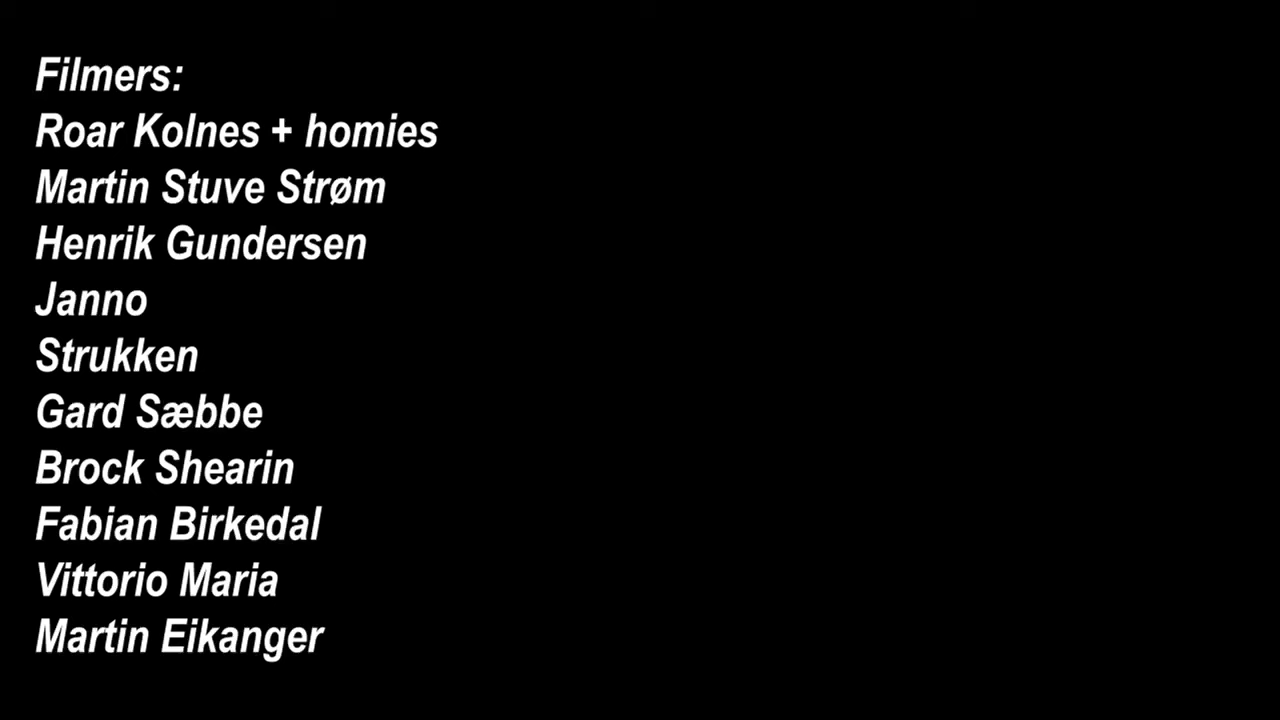 Filmers:
Roar Kolnes + homies
Martin Stuve Strøm
Henrik Gundersen
Janno
Strukken
Gard Sæbbe
Brock Shearin
Fabian Birkedal
Vittorio Maria
Martin Eikanger